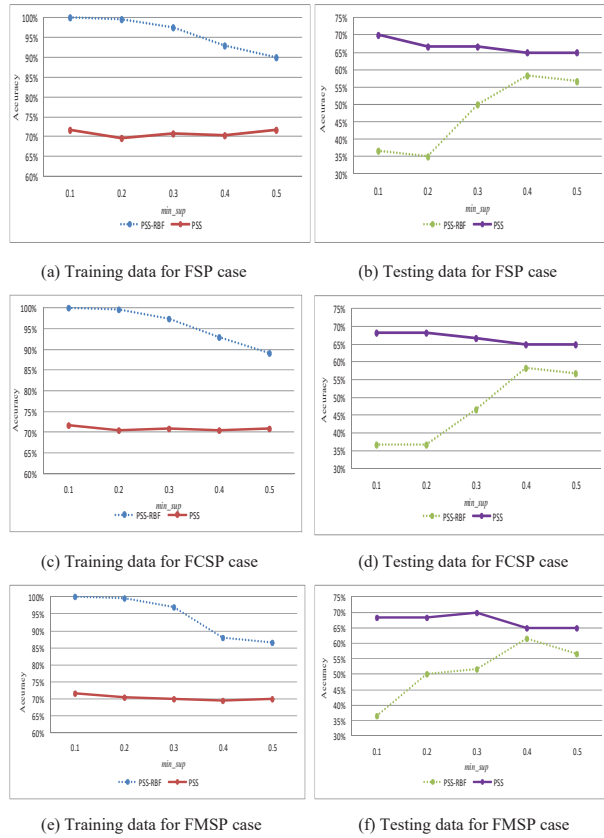 100%
95%
90%
85%
80%
75%
70%
65%
60%
Accuracy
0.1 0.2 0.3 0.4 0.5
min_sup
PSS-RBF PSS
(a) Training data for FSP case
75%
70%
65%
60%
55%
50%
45%
40%
35%
30%
Accuracy
0.1 0.2 0.3 0.4 0.5
min_sup
PSS-RBF PSS
(b) Testing data for FSP case
100%
95%
90%
85%
80%
75%
70%
65%
60%
Accuracy
0.1 0.2 0.3 0.4 0.5
min_sup
PSS-RBF PSS
(c) Training data for FCSP case
75%
70%
65%
60%
55%
50%
45%
40%
35%
30%
Accuracy
0.1 0.2 0.3 0.4 0.5
min_sup
PSS-RBF PSS
(d) Testing data for FCSP case
100%
95%
90%
85%
80%
75%
70%
65%
60%
Accuracy
0.1 0.2 0.3 0.4 0.5
min_sup
PSS-RBF PSS
(e) Training data for FMSP case
75%
70%
65%
60%
55%
50%
45%
40%
35%
30%
Accuracy
0.1 0.2 0.3 0.4 0.5
min_sup
PSS-RBF PSS
(f) Testing data for FMSP case